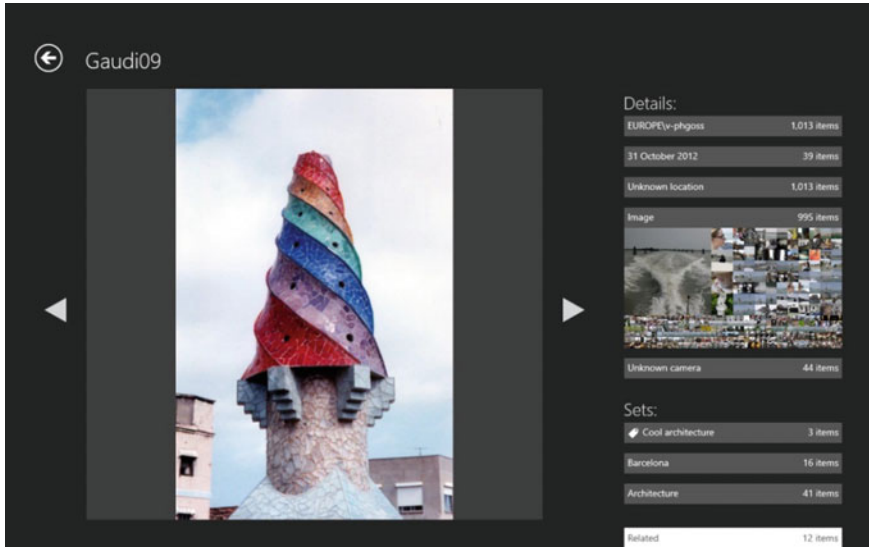 Gaudi09
Details:
EUROPE\v-phgoss 1,013 items
31 October 2012 39 items
Unknown location 1,013 items
Image 995 items
Unknown camera 44 items
Sets:
Cool architecture 3 items
Barcelona 16 items
Architecture 41 items
Related 12 items